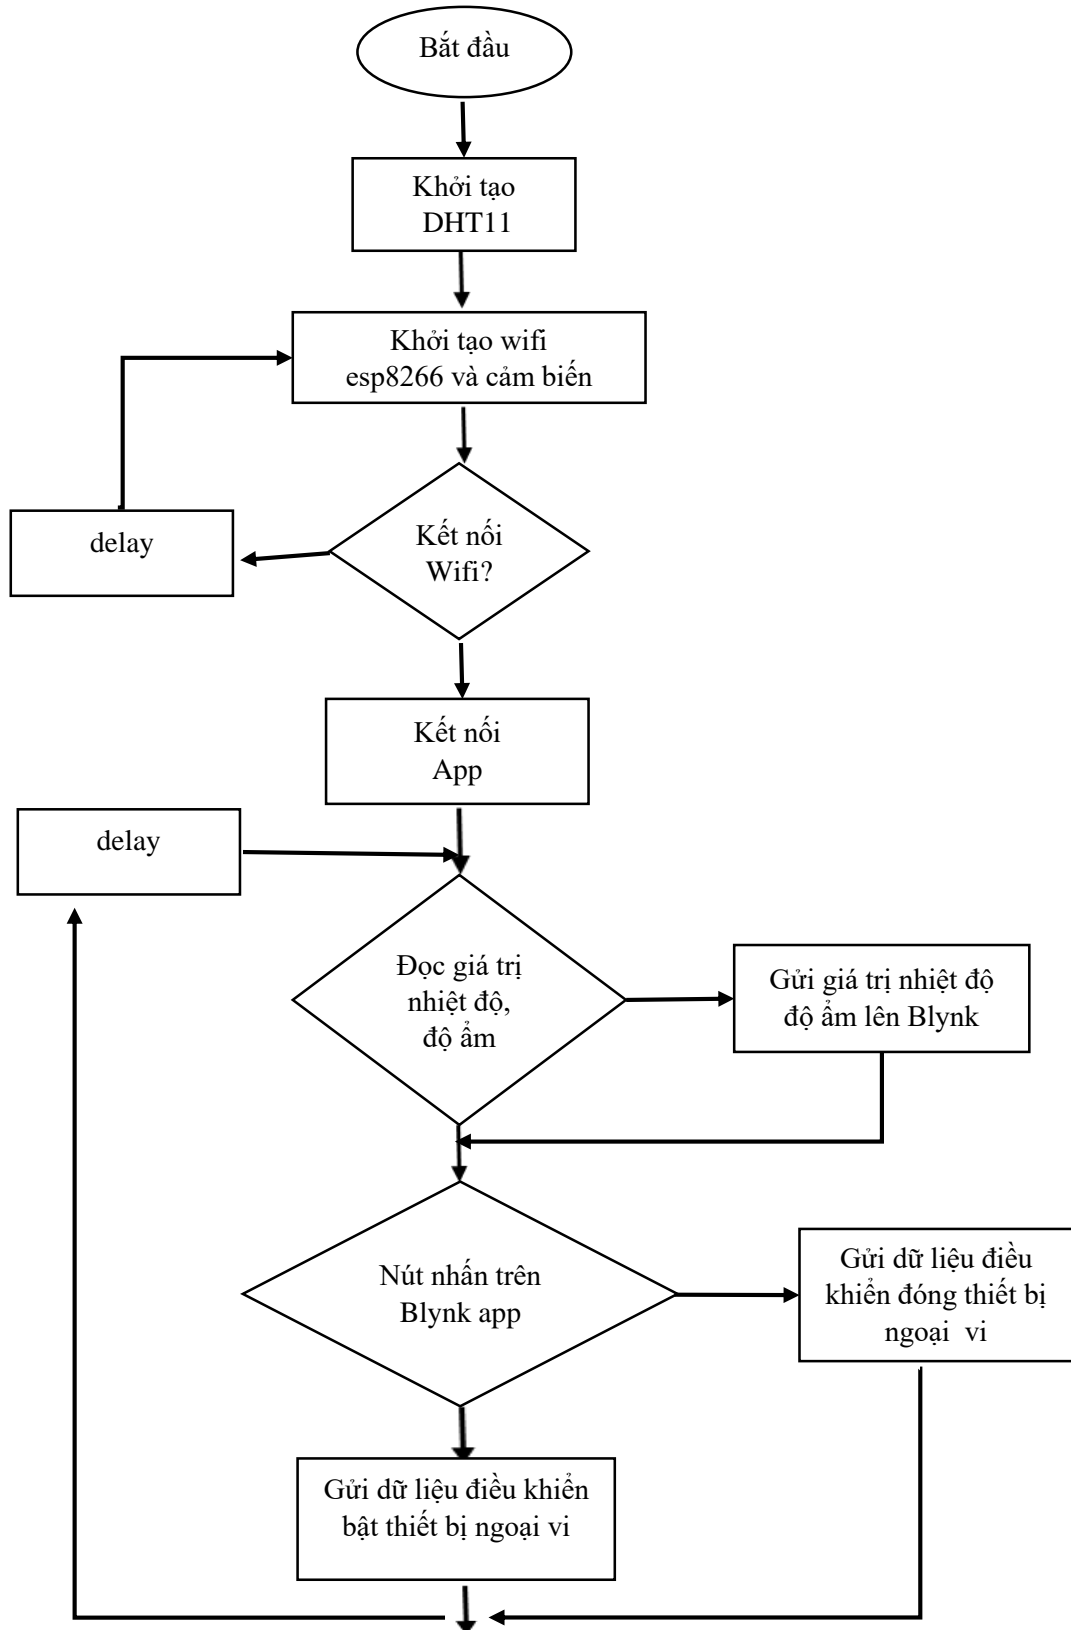 Bắt đầu
Khởi tạo
DHT11
Khởi tạo wifi
esp8266 và cảm biến
Kết nối
Wifi?
delay
Kết nối
App
delay
Đọc giá trị
nhiệt độ,
độ ẩm
Gửi giá trị nhiệt độ
độ ẩm lên Blynk
Nút nhấn trên
Blynk app
Gửi dữ liệu điều
khiển đóng thiết bị
ngoại vi
Gửi dữ liệu điều khiển
bật thiết bị ngoại vi